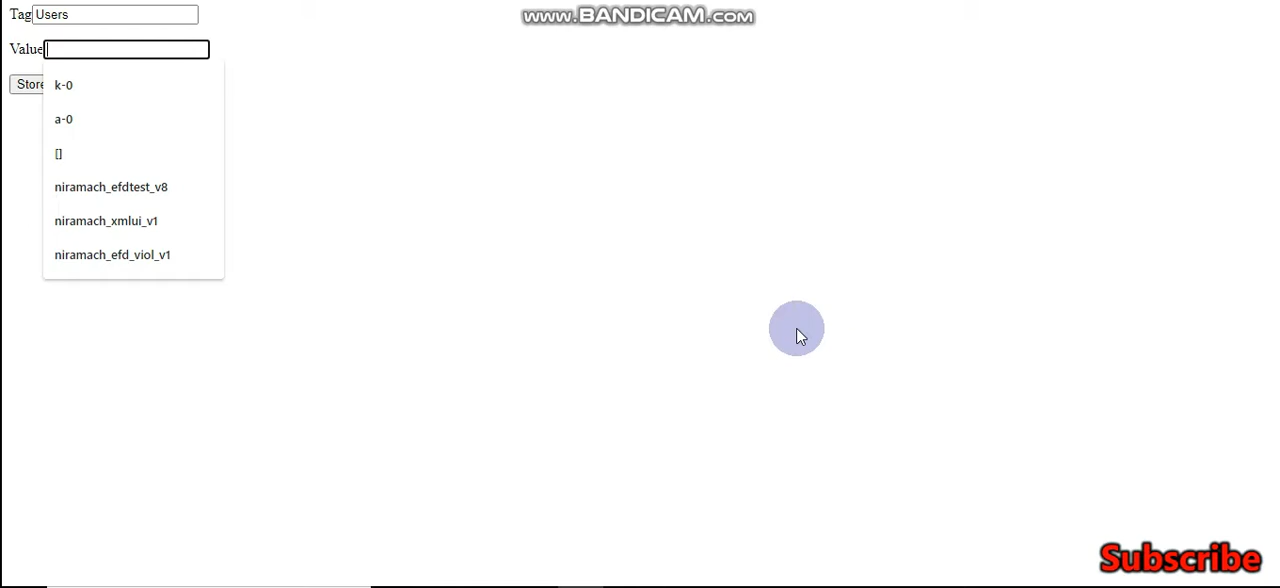 Tag Users
www.BANDICAM.com
Value
Store
k-0
a-0
[]
niramach_efdtest_v8
niramach_xmlui_v1
niramach_efd_viol_v1
Subscribe